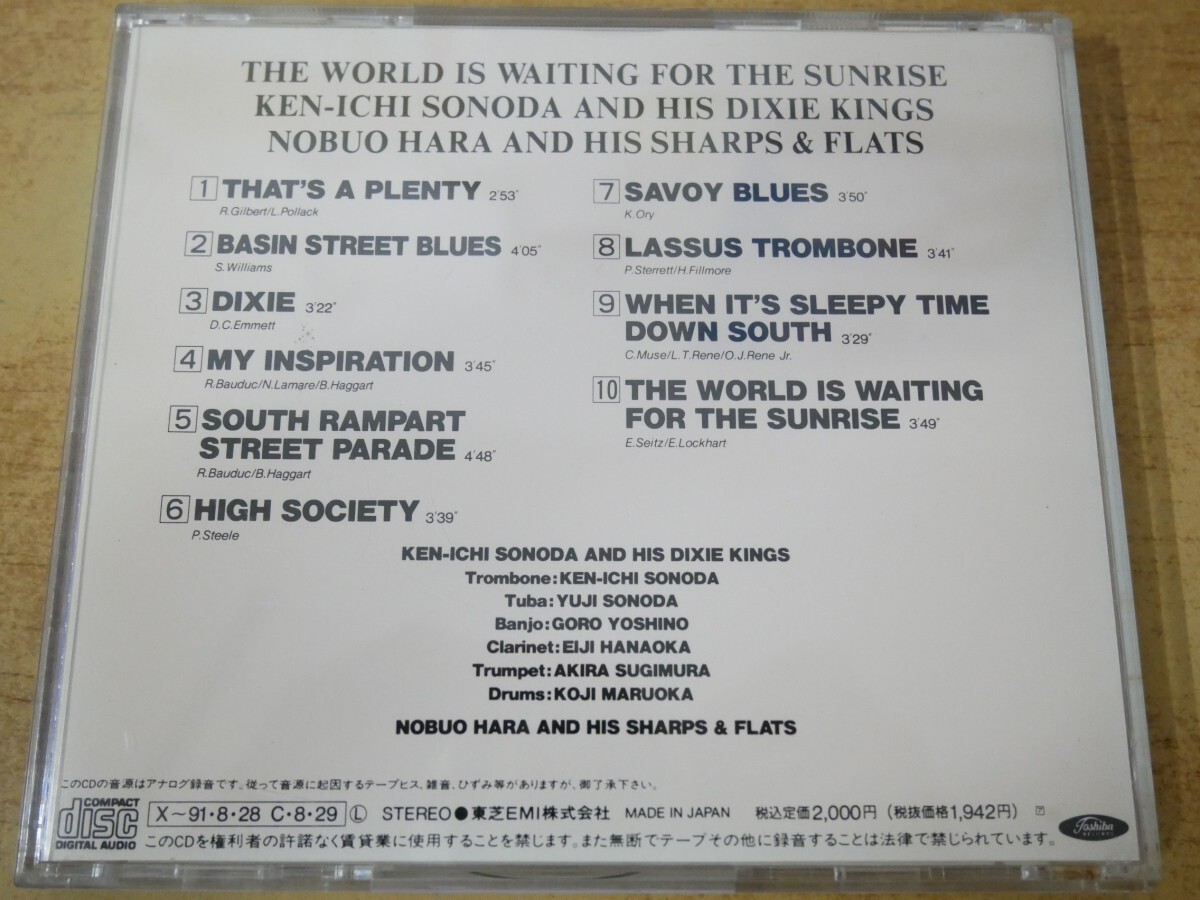 THE WORLD IS WAITING FOR THE SUNRISE
KEN-ICHI SONODA AND HIS DIXIE KINGS
NOBUO HARA AND HIS SHARPS & FLATS
1 THAT'S A PLENTY 2'53"
R.Gilbert/L.Pollack
2 BASIN STREET BLUES 4'05"
S.Williams
3 DIXIE 3'22"
D.C.Emmett
4 MY INSPIRATION 3'45"
R.Bauduc/N.Lamare/B.Haggart
5 SOUTH RAMPART
STREET PARADE 4'48"
R.Bauduc/B.Haggart
6 HIGH SOCIETY 3'39"
P.Steele
7 SAVOY BLUES 3'50"
K.Ory
8 LASSUS TROMBONE 3'41"
P.Sterrett/H.Fillmore
9 WHEN IT'S SLEEPY TIME
DOWN SOUTH 3'29"
C.Muse/L.T.Rene/O.J.Rene Jr.
10 THE WORLD IS WAITING
FOR THE SUNRISE 3'49"
E.Seitz/E.Lockhart
KEN-ICHI SONODA AND HIS DIXIE KINGS
Trombone:KEN-ICHI SONODA
Tuba:YUJI SONODA
Banjo:GORO YOSHINO
Clarinet:EIJI HANAOKA
Trumpet:AKIRA SUGIMURA
Drums:KOJI MARUOKA
NOBUO HARA AND HIS SHARPS & FLATS
このCDの音源はアナログ録音です。従って音源に起因するテープヒス、雑音、ひずみ等がありますが、御了承下さい。
COMPACT disc DIGITAL AUDIO
X~91・8・28 C・8・29 Ⓛ STEREO●東芝EMI株式会社 MADE IN JAPAN 税込定価2,000円(税抜価格1,942円)
Toshiba
このCDを権利者の許諾なく賃貸業に使用することを禁じます。また無断でテープその他に録音することは法律で禁じられています。